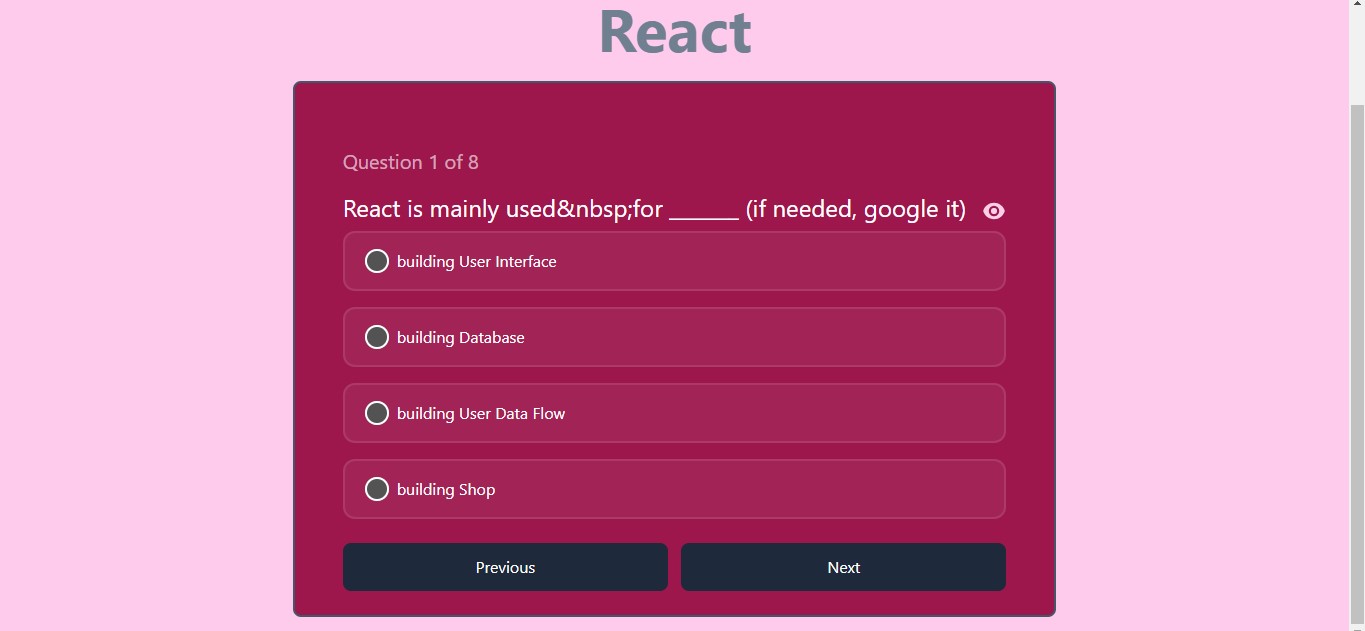 React
Question 1 of 8
React is mainly used&nbsp;for ______ (if needed, google it)
building User Interface
building Database
building User Data Flow
building Shop
Previous
Next